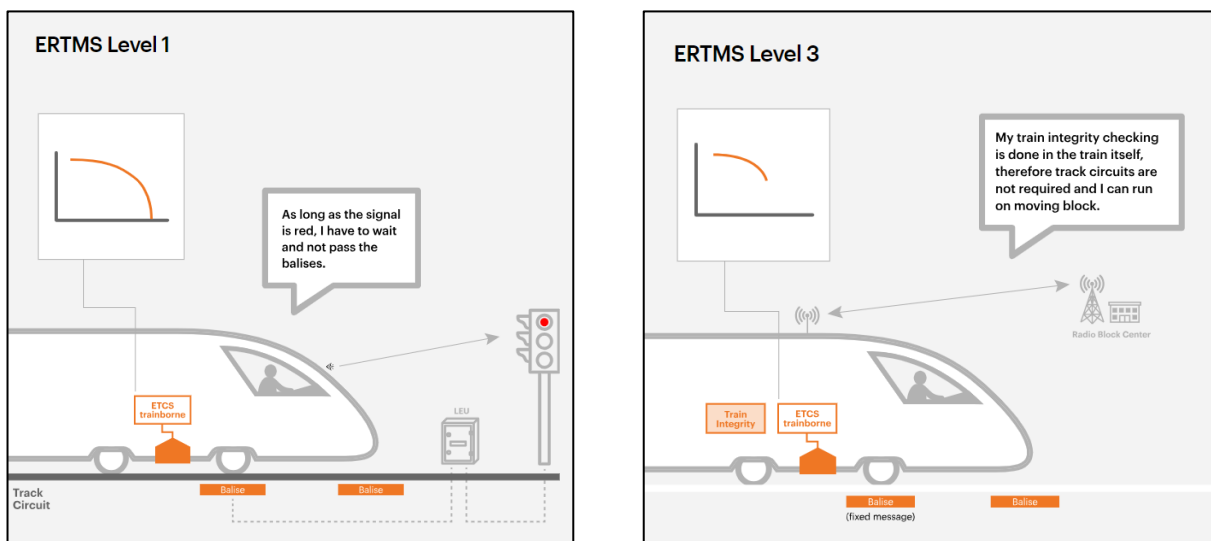 ERTMS Level 1
As long as the signal
is red, I have to wait
and not pass the
balises.
ETCS
trainborne
LEU
Track
Circuit
Balise
Balise
ERTMS Level 3
My train integrity checking
is done in the train itself,
therefore track circuits are
not required and I can run
on moving block.
Radio Block Center
Train
Integrity
ETCS
trainborne
Balise
(fixed message)
Balise